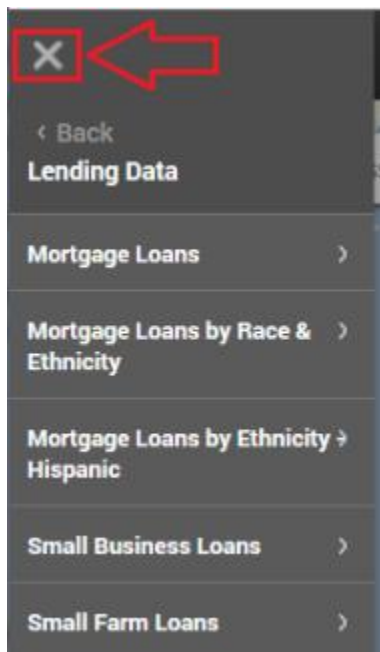 < Back
Lending Data
Mortgage Loans
Mortgage Loans by Race &
Ethnicity
Mortgage Loans by Ethnicity
Hispanic
Small Business Loans
Small Farm Loans